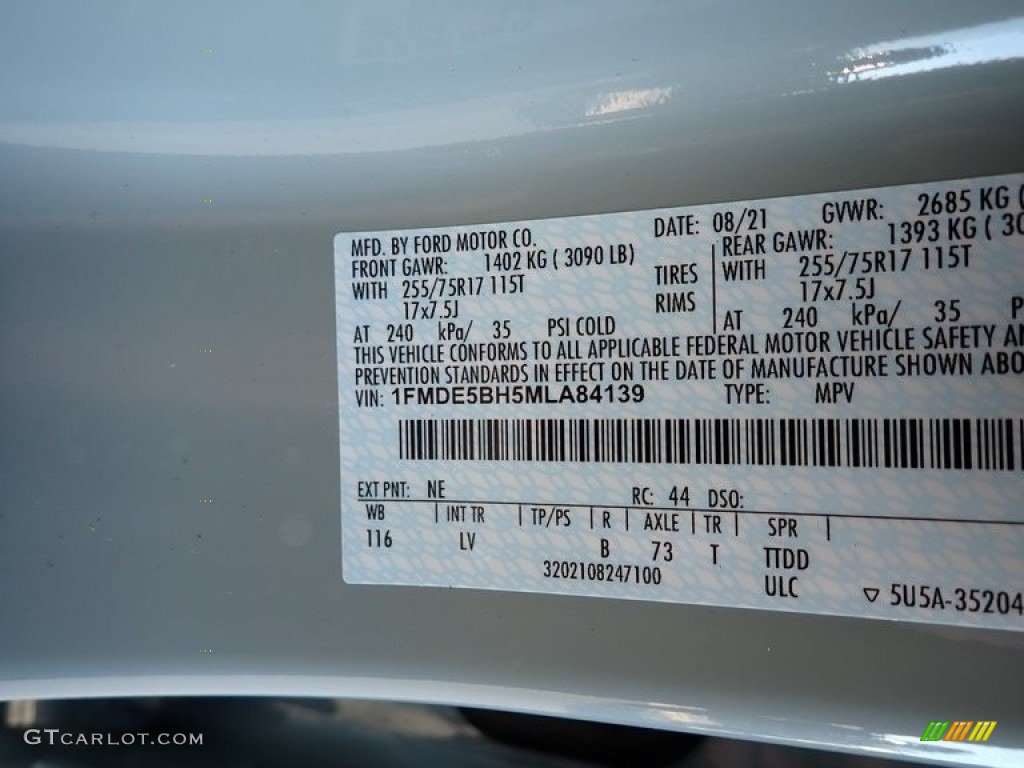 MFD. BY FORD MOTOR CO. DATE: 08/21 GVWR: 2685 KG (
FRONT GAWR: 1402 KG ( 3090 LB) REAR GAWR: 1393 KG ( 30
WITH 255/75R17 115T TIRES WITH 255/75R17 115T
17x7.5J RIMS 17x7.5J
AT 240 kPa/ 35 PSI COLD AT 240 kPa/ 35 P
THIS VEHICLE CONFORMS TO ALL APPLICABLE FEDERAL MOTOR VEHICLE SAFETY A
PREVENTION STANDARDS IN EFFECT ON THE DATE OF MANUFACTURE SHOWN ABO
VIN: 1FMDE5BH5MLA84139 TYPE: MPV
EXT PNT: NE RC: 44 DSO:
WB INT TR TP/PS R AXLE TR SPR
116 LV B 73 T TTDD
3202108247100 ULC 5U5A-35204
GTCARLOT.COM